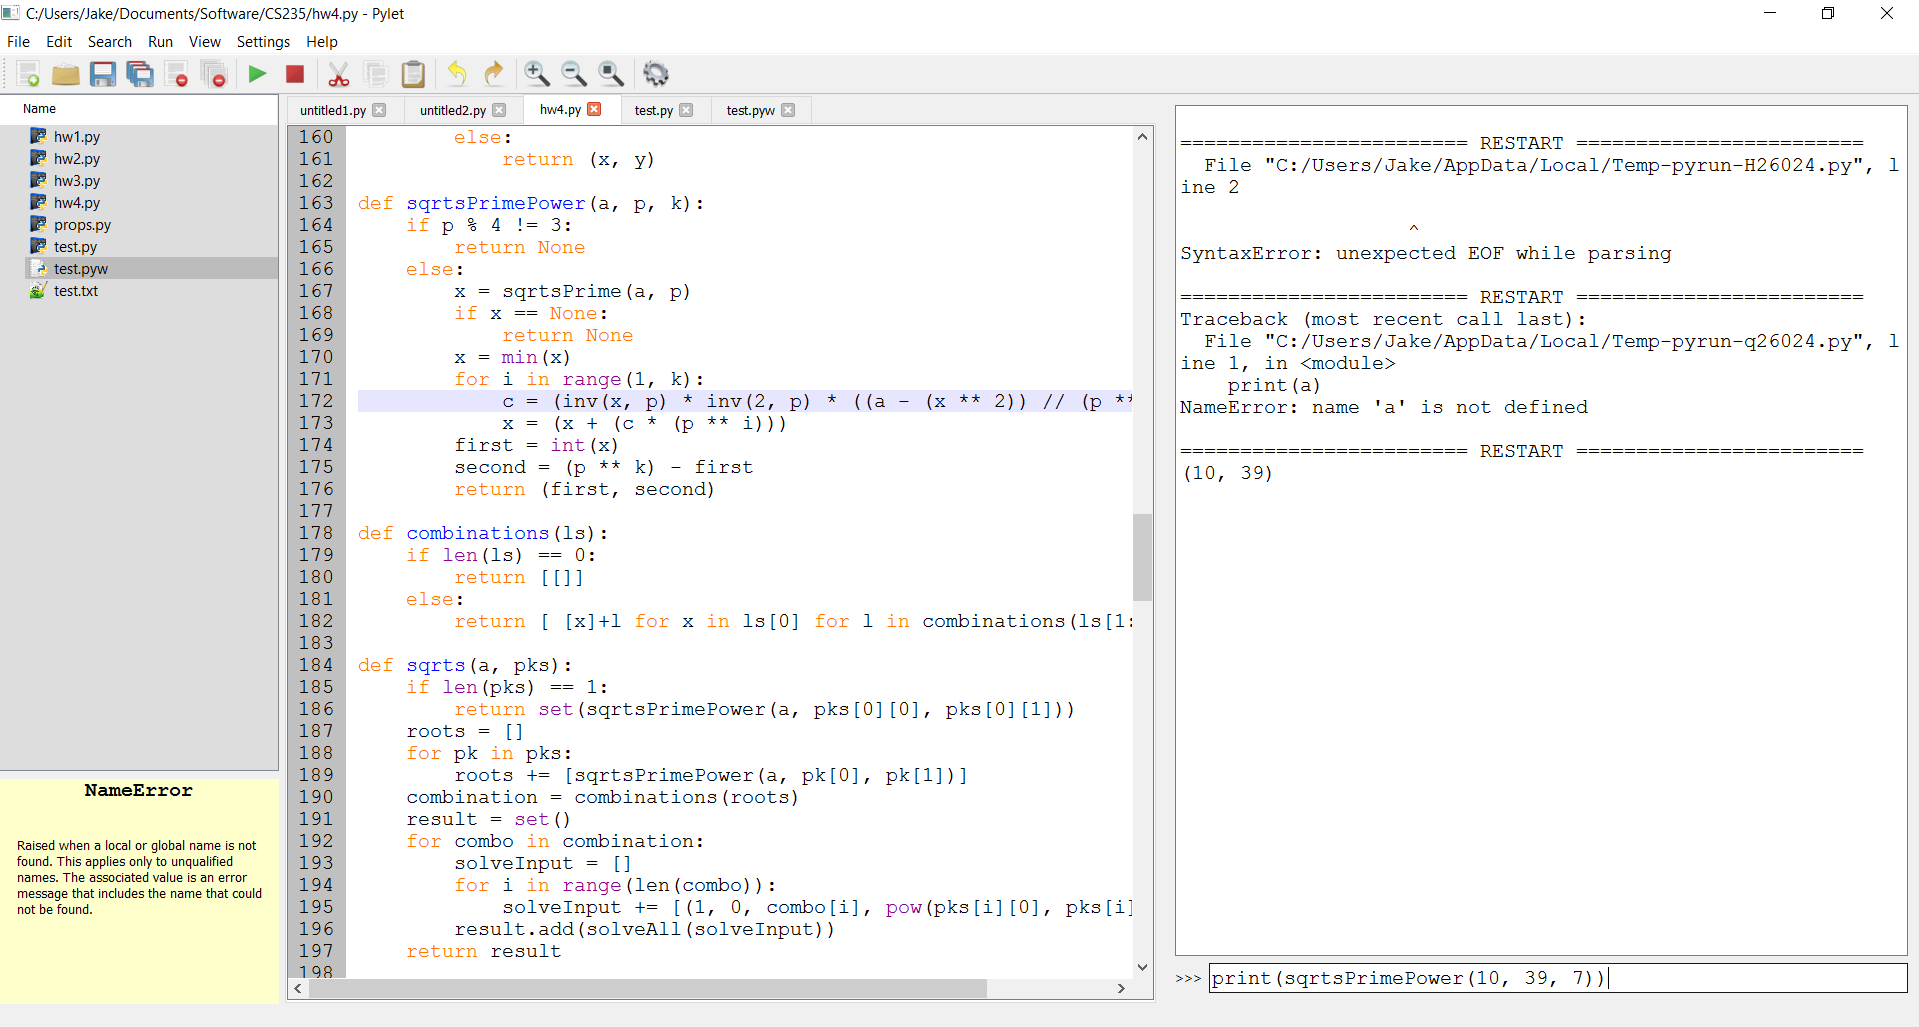 C:/Users/Jake/Documents/Software/CS235/hw4.py - Pylet
File Edit Search Run View Settings Help
Name
hw1.py
hw2.py
hw3.py
hw4.py
props.py
test.py
test.pyw
test.txt
NameError
Raised when a local or global name is not
found. This applies only to unqualified
names. The associated value is an error
message that includes the name that could
not be found.
untitled1.py untitled2.py hw4.py test.py test.pyw
160         else:
161             return (x, y)
162
163 def sqrtsPrimePower(a, p, k):
164     if p % 4 != 3:
165         return None
166     else:
167         x = sqrtsPrime(a, p)
168         if x == None:
169             return None
170         x = min(x)
171         for i in range(1, k):
172             c = (inv(x, p) * inv(2, p) * ((a - (x ** 2)) // (p **
173             x = (x + (c * (p ** i)))
174         first = int(x)
175         second = (p ** k) - first
176         return (first, second)
177
178 def combinations(ls):
179     if len(ls) == 0:
180         return [[]]
181     else:
182         return [ [x]+l for x in ls[0] for l in combinations(ls[1:
183
184 def sqrts(a, pks):
185     if len(pks) == 1:
186         return set(sqrtsPrimePower(a, pks[0][0], pks[0][1]))
187     roots = []
188     for pk in pks:
189         roots += [sqrtsPrimePower(a, pk[0], pk[1])]
190     combination = combinations(roots)
191     result = set()
192     for combo in combination:
193         solveInput = []
194         for i in range(len(combo)):
195             solveInput += [(1, 0, combo[i], pow(pks[i][0], pks[i]
196         result.add(solveAll(solveInput))
197     return result
198
======================== RESTART ========================
  File "C:/Users/Jake/AppData/Local/Temp-pyrun-H26024.py", l
ine 2
^
SyntaxError: unexpected EOF while parsing
======================== RESTART ========================
Traceback (most recent call last):
  File "C:/Users/Jake/AppData/Local/Temp-pyrun-q26024.py", l
ine 1, in <module>
    print(a)
NameError: name 'a' is not defined
======================== RESTART ========================
(10, 39)
>>> print(sqrtsPrimePower(10, 39, 7))